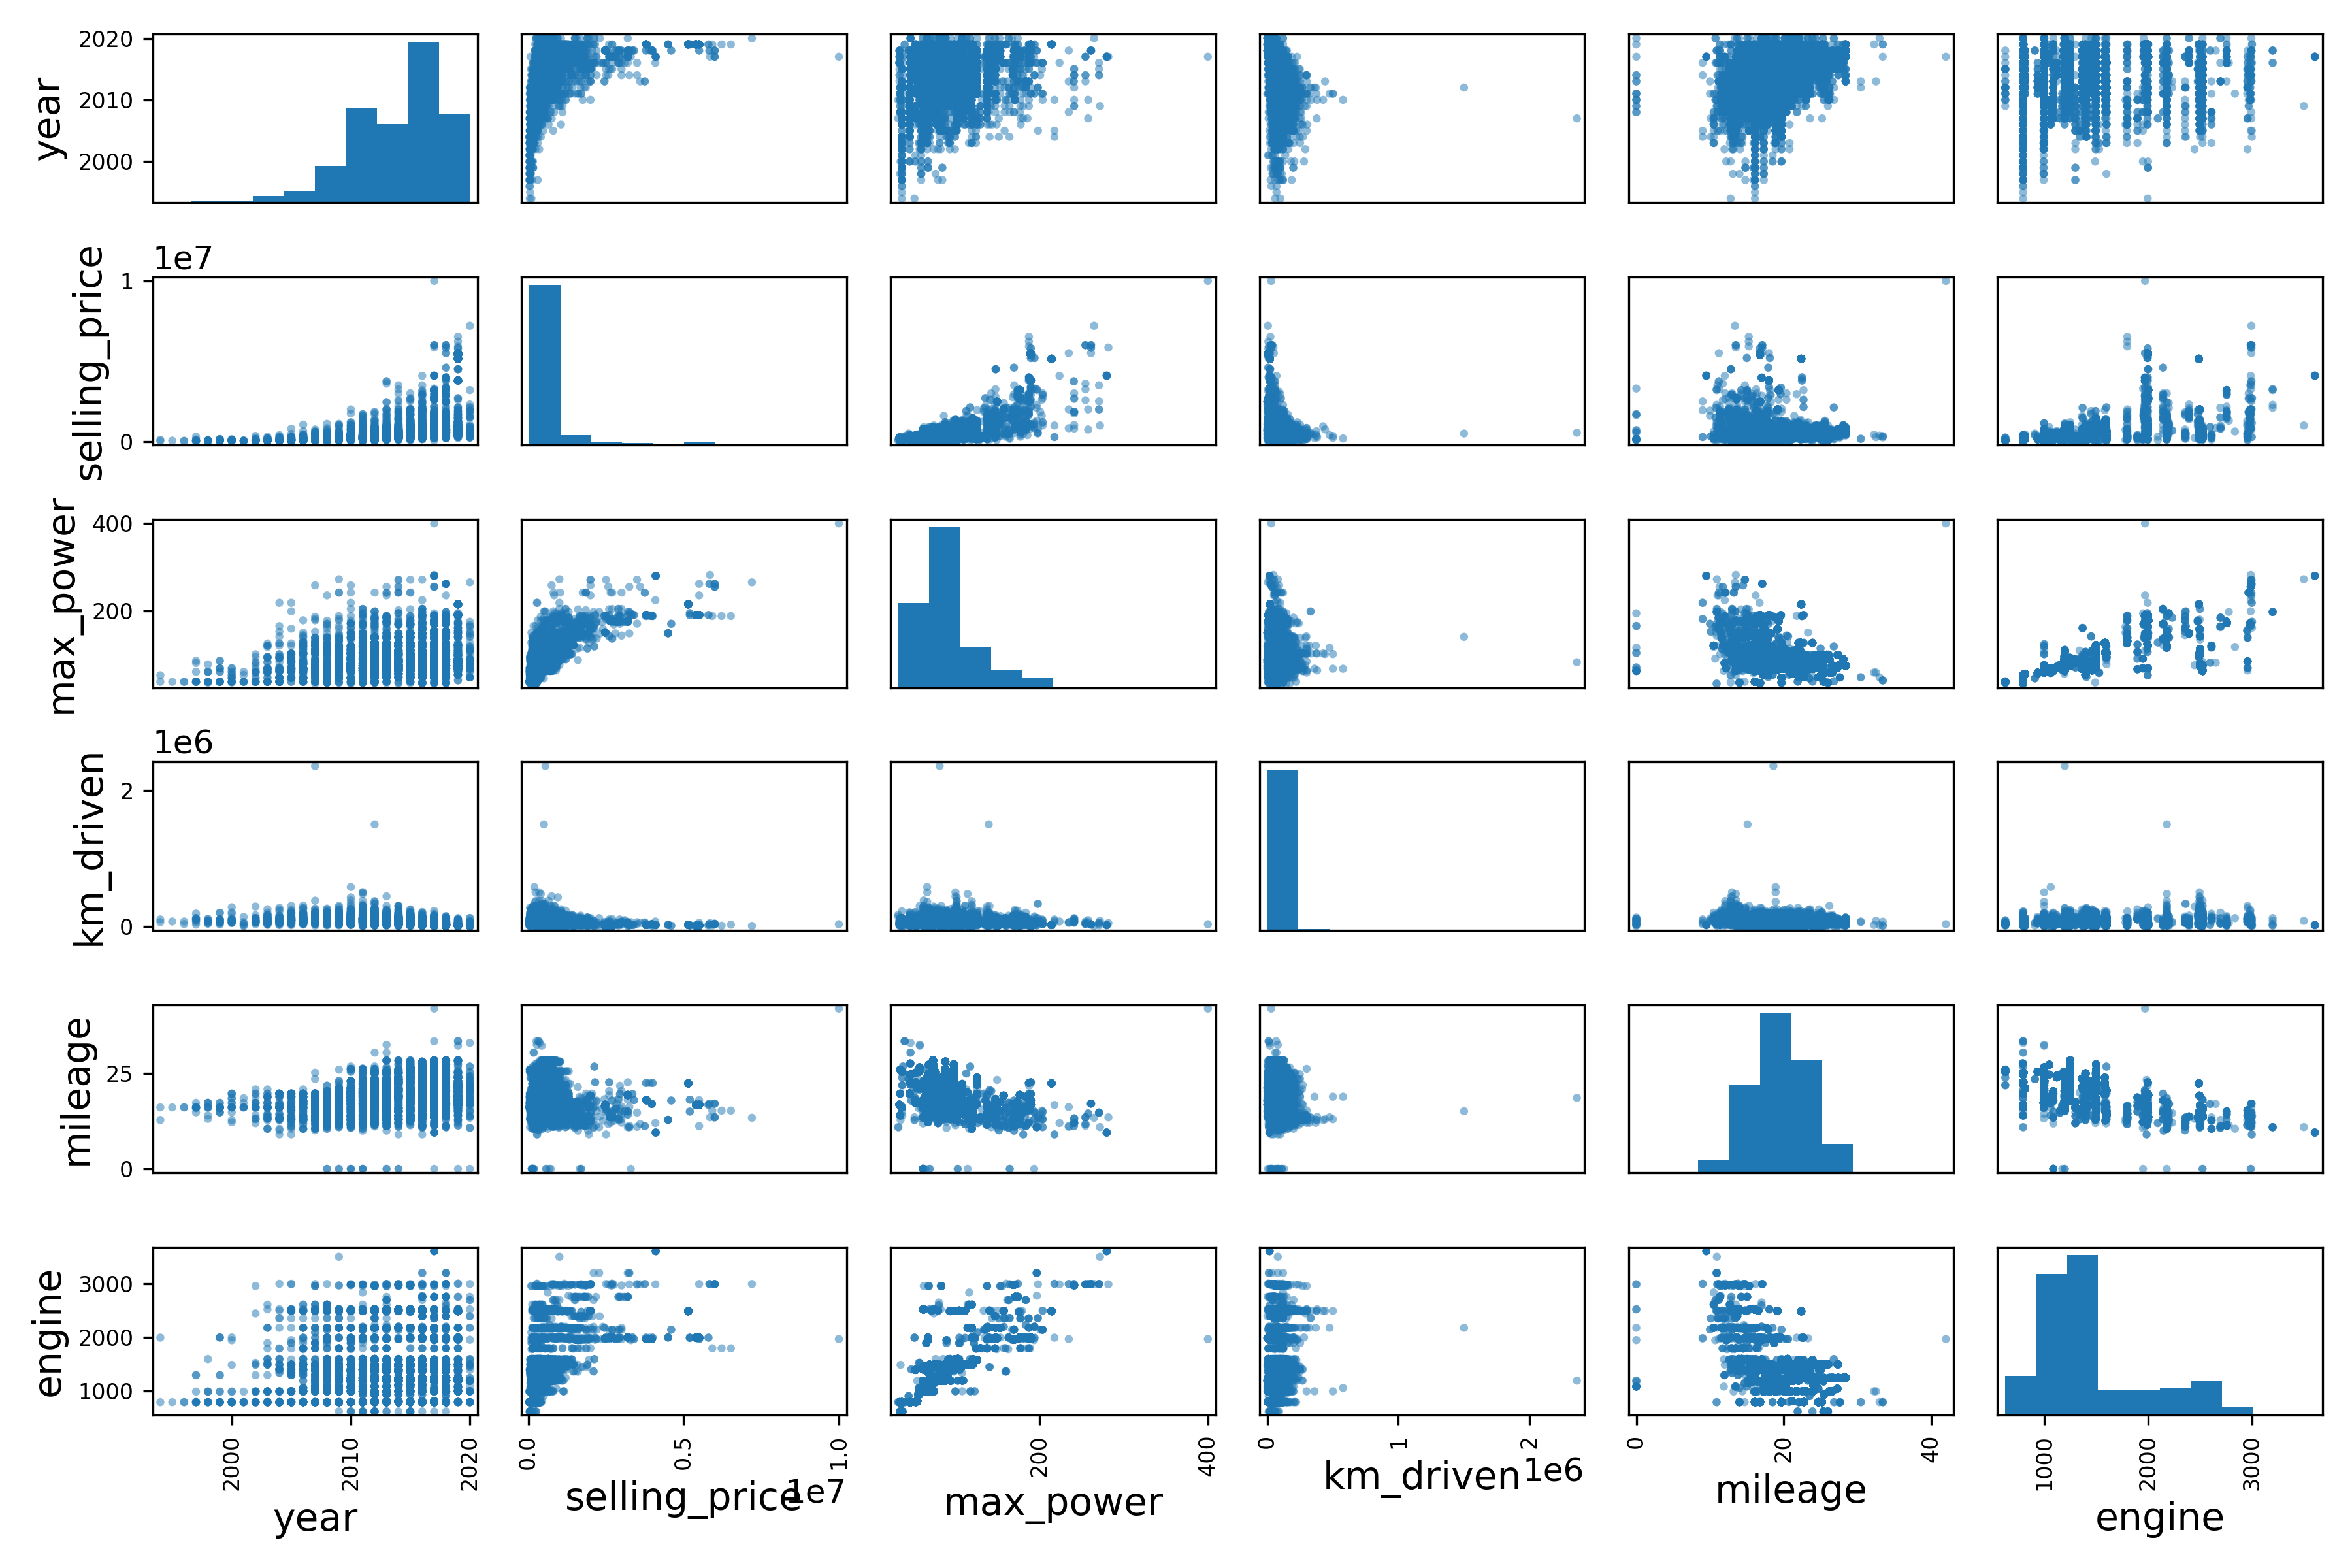 year
2020
2010
2000
1e7
selling_price
1
0
max_power
400
200
1e6
km_driven
2
0
mileage
25
0
engine
3000
2000
1000
2000 2010 2020 0.0 0.5 1.0 200 400 0 1 2 0 20 40 1000 2000 3000
1e7 1e6
year selling_price max_power km_driven mileage engine